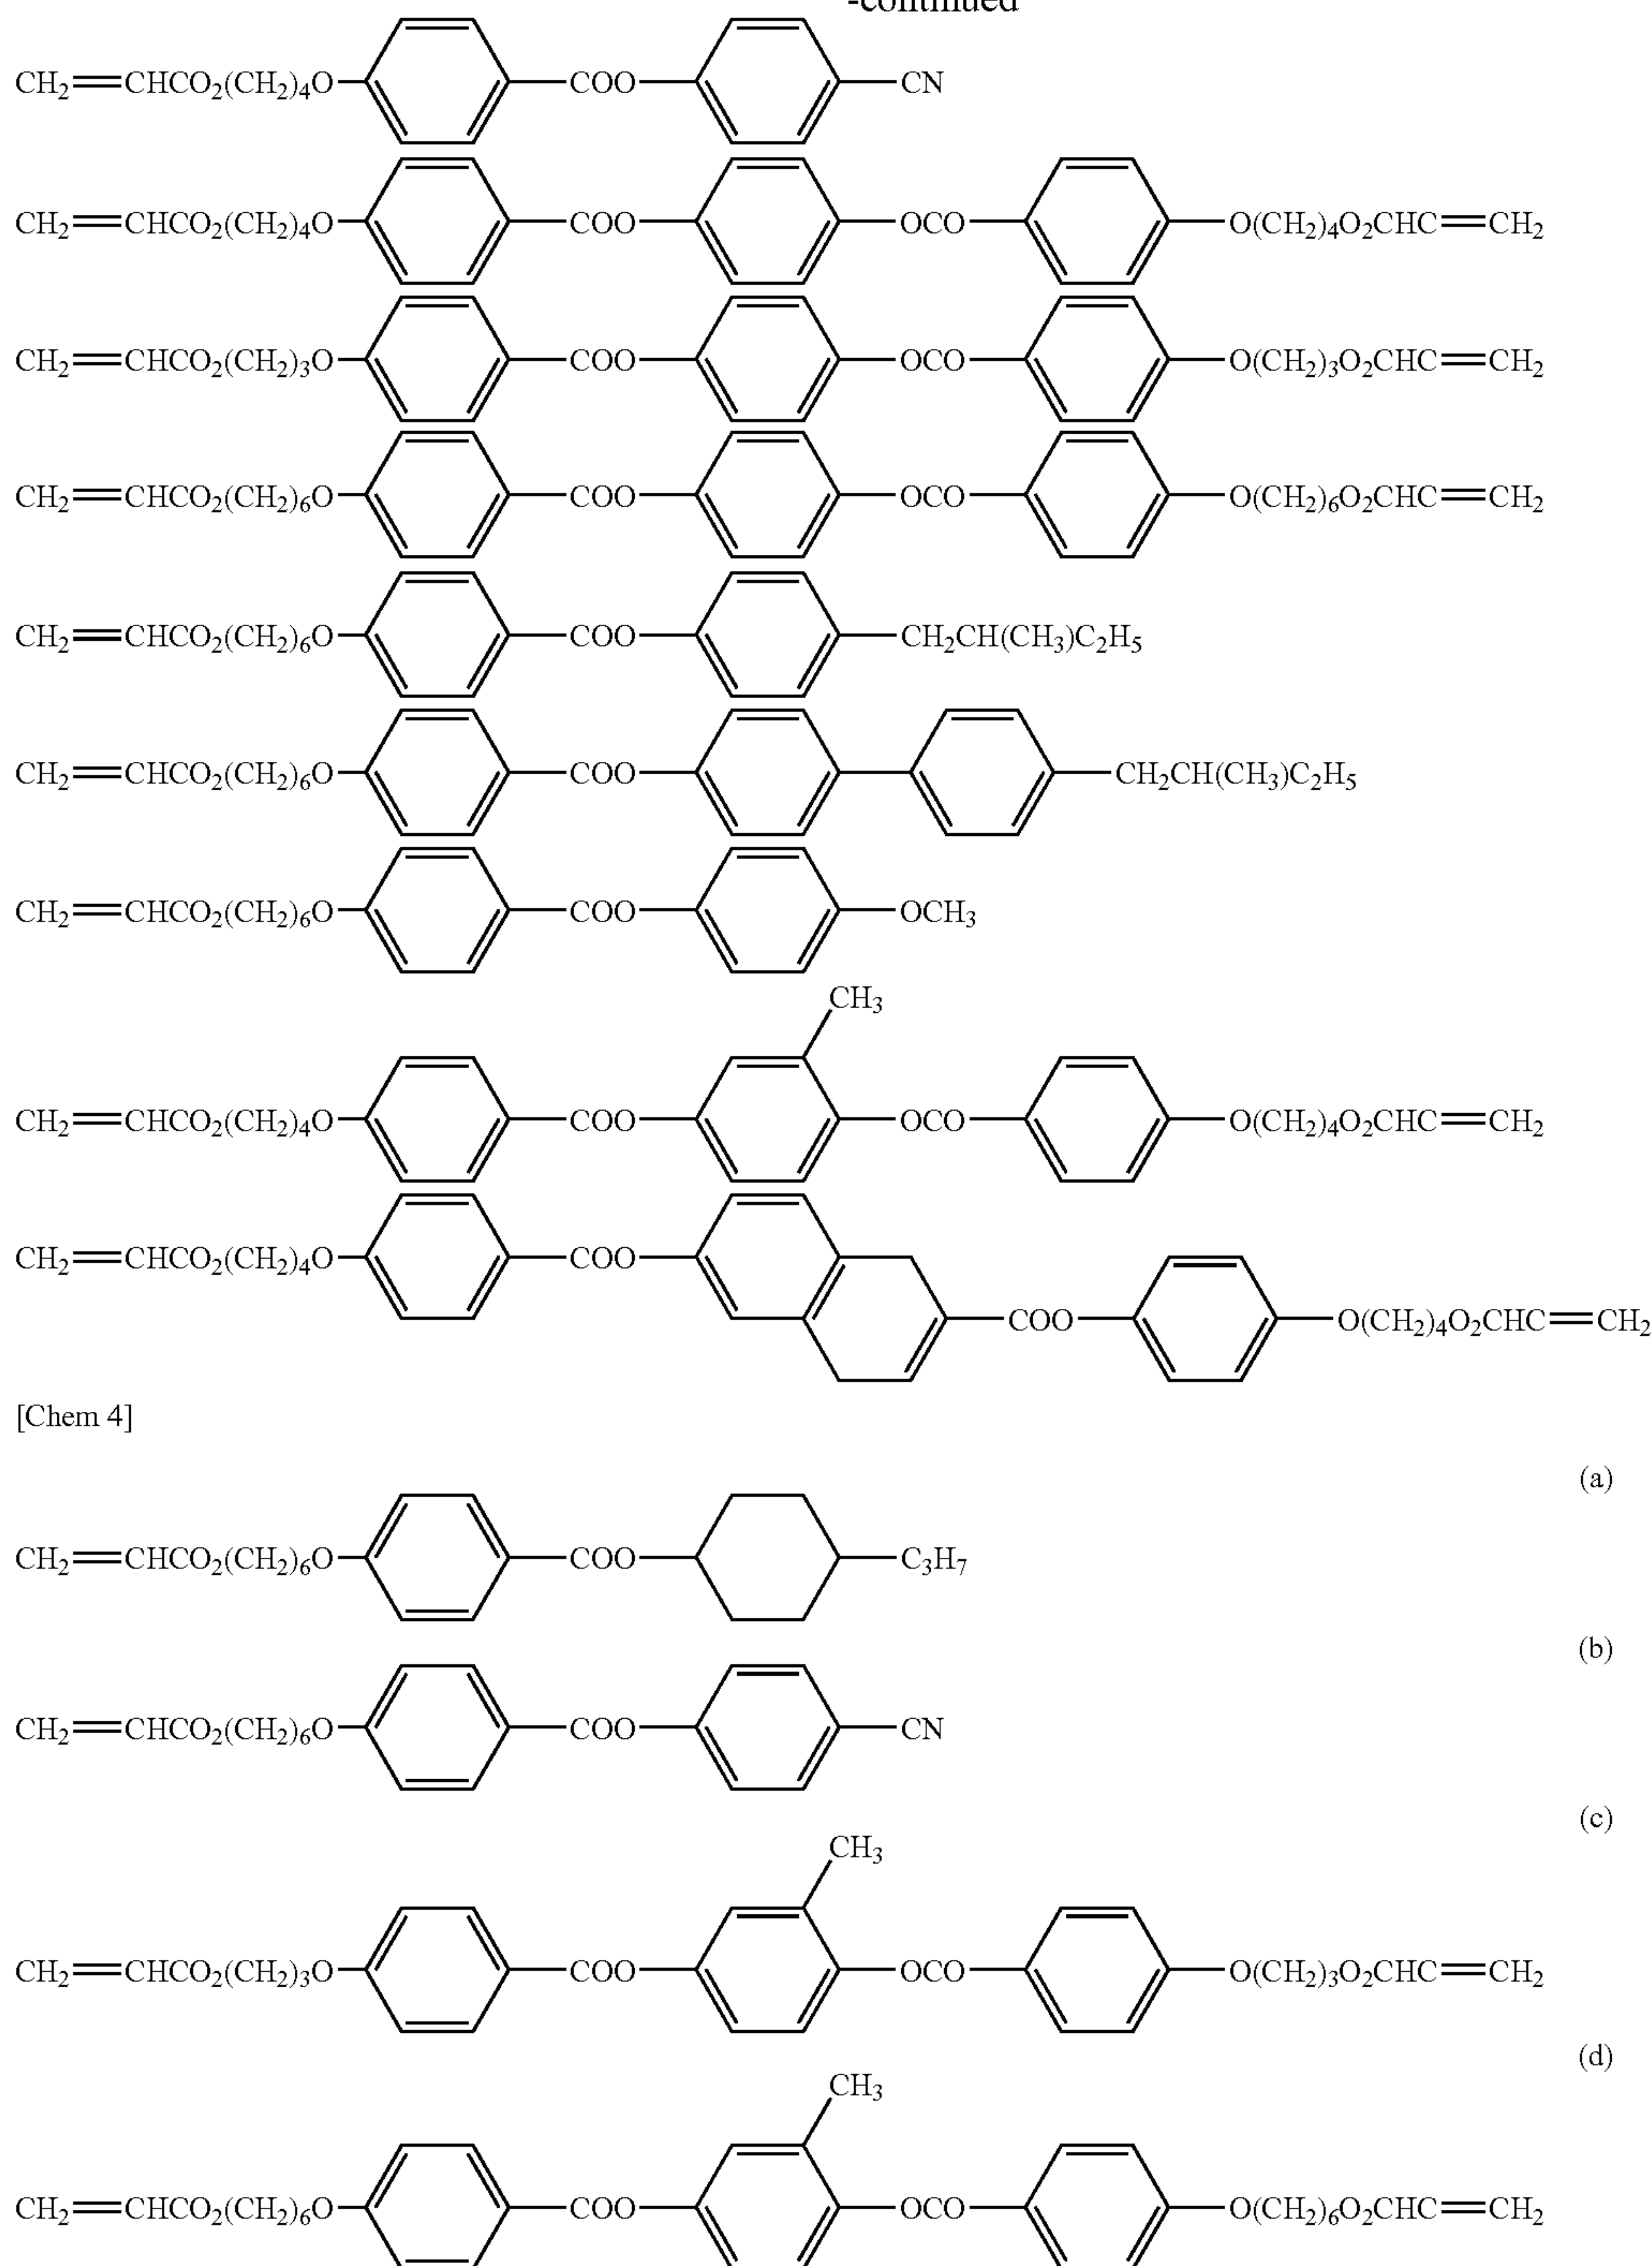 -continued
CH₂=CHCO₂(CH₂)₄O COO CN
CH₂=CHCO₂(CH₂)₄O COO OCO O(CH₂)₄O₂CHC=CH₂
CH₂=CHCO₂(CH₂)₃O COO OCO O(CH₂)₃O₂CHC=CH₂
CH₂=CHCO₂(CH₂)₆O COO OCO O(CH₂)₆O₂CHC=CH₂
CH₂=CHCO₂(CH₂)₆O COO CH₂CH(CH₃)C₂H₅
CH₂=CHCO₂(CH₂)₆O COO CH₂CH(CH₃)C₂H₅
CH₂=CHCO₂(CH₂)₆O COO OCH₃
CH₃
CH₂=CHCO₂(CH₂)₄O COO OCO O(CH₂)₄O₂CHC=CH₂
CH₂=CHCO₂(CH₂)₄O COO
COO O(CH₂)₄O₂CHC=CH₂
[Chem 4]
(a)
CH₂=CHCO₂(CH₂)₆O COO C₃H₇
(b)
CH₂=CHCO₂(CH₂)₆O COO CN
(c)
CH₃
CH₂=CHCO₂(CH₂)₃O COO OCO O(CH₂)₃O₂CHC=CH₂
(d)
CH₃
CH₂=CHCO₂(CH₂)₆O COO OCO O(CH₂)₆O₂CHC=CH₂